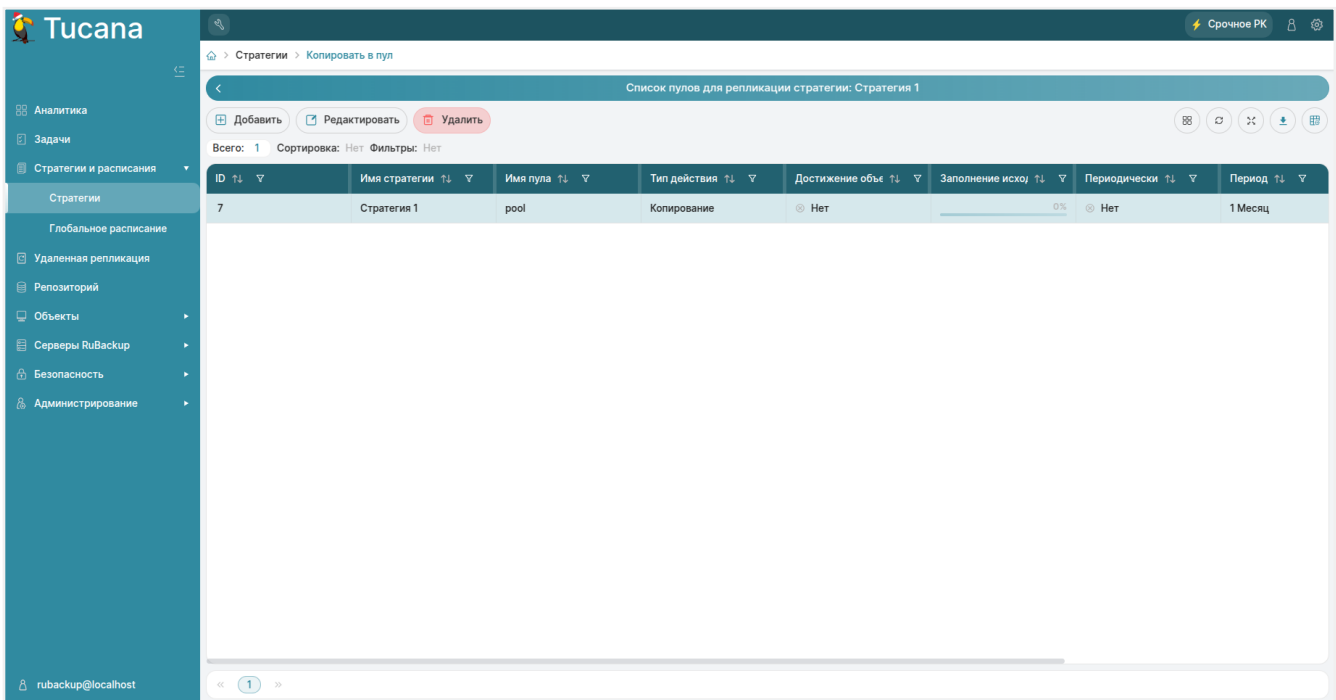 Tucana
Срочное РК
Стратегии > Копировать в пул
Список пулов для репликации стратегии: Стратегия 1
Аналитика
Задачи
Стратегии и расписания
Стратегии
Глобальное расписание
Удаленная репликация
Репозиторий
Объекты
Серверы RuBackup
Безопасность
Администрирование
rubackup@localhost
Добавить Редактировать Удалить
Всего: 1 Сортировка: Нет Фильтры: Нет
ID Имя стратегии Имя пула Тип действия Достижение объе Заполнение исход Периодически Период
7 Стратегия 1 pool Копирование Нет 0% Нет 1 Месяц
« 1 »